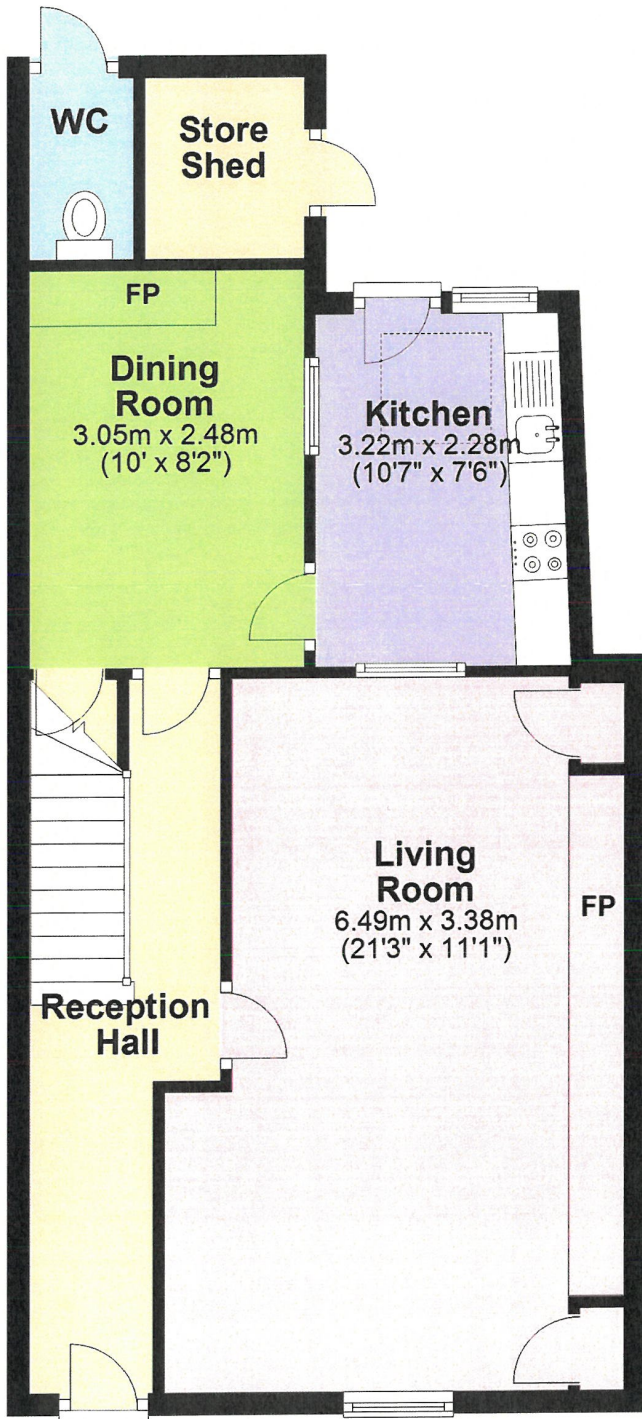 WC
Store
Shed
FP
Dining
Room
3.05m x 2.48m
(10' x 8'2")
Kitchen
3.22m x 2.28m
(10'7" x 7'6")
Living
Room
6.49m x 3.38m
(21'3" x 11'1")
FP
Reception
Hall